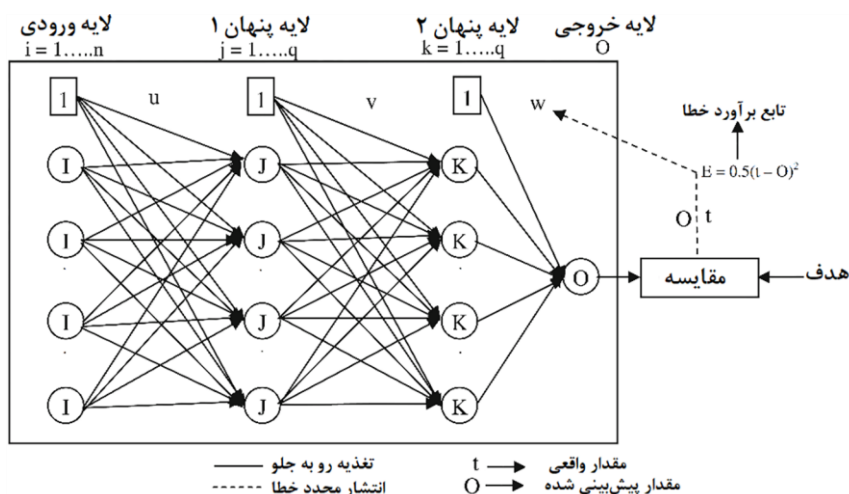 لایه ورودی
i = 1…..n
لایه پنهان ۱
j = 1…..q
لایه پنهان ۲
k = 1…..q
لایه خروجی
O
1
u
1
v
1
w
تابع برآورد خطا
E = 0.5(t – O)²
O t
I
J
K
I
J
K
O
مقایسه
هدف
I
J
K
I
J
K
تغذیه رو به جلو
t مقدار واقعی
انتشار مجدد خطا
O مقدار پیش‌بینی شده